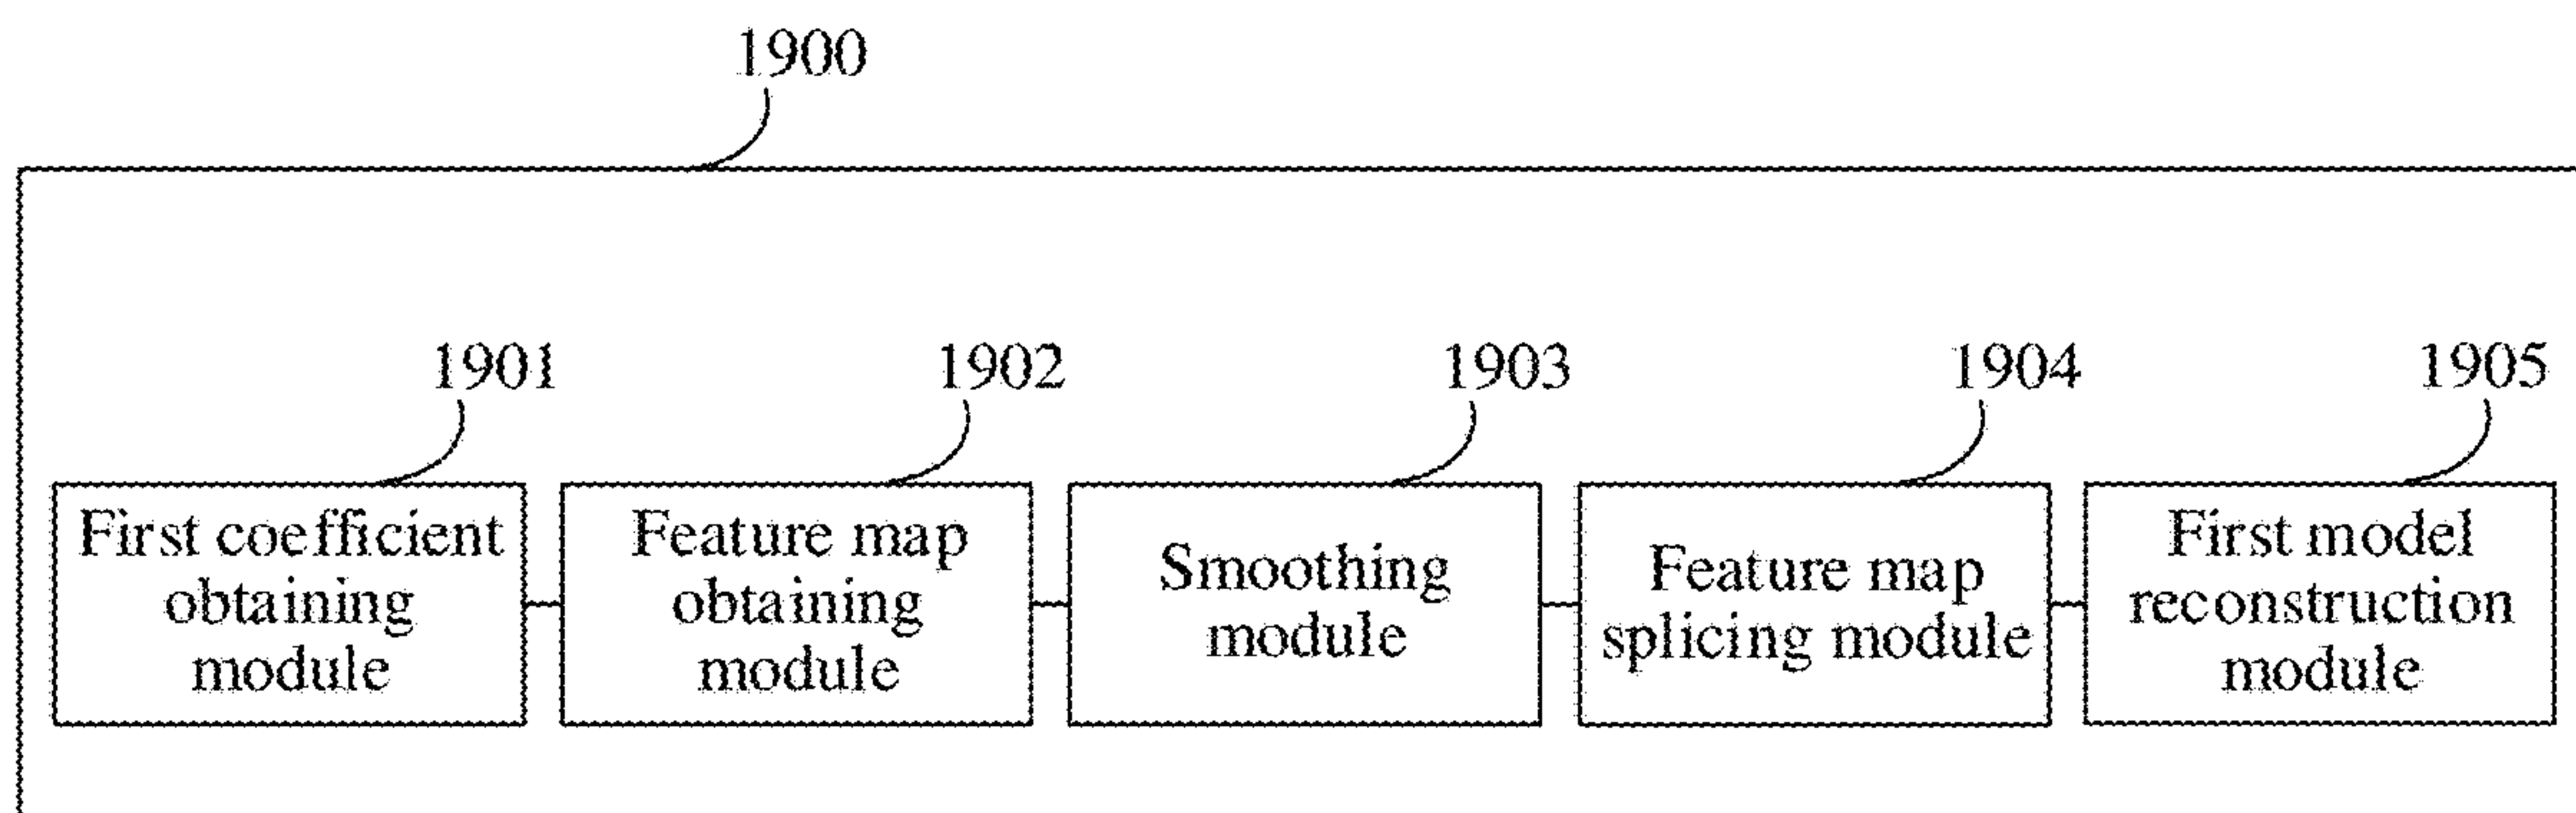 1900
1901
1902
1903
1904
1905
First coefficient
obtaining
module
Feature map
obtaining
module
Smoothing
module
Feature map
splicing module
First model
reconstruction
module